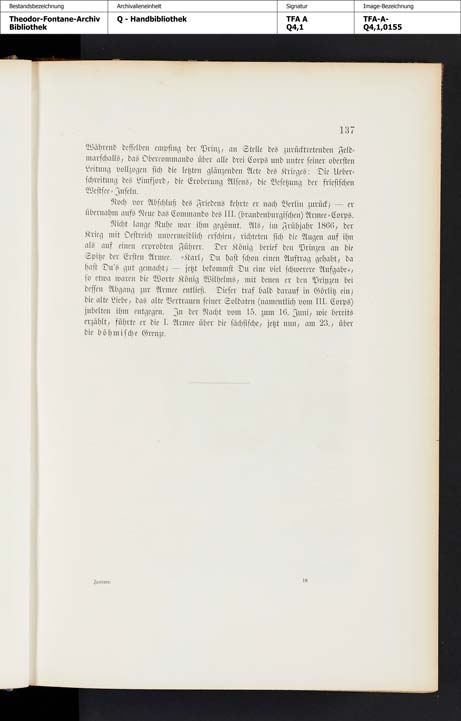 Bestandsbezeichnung Archivalieneinheit Signatur Image-Bezeichnung
Theodor-Fontane-Archiv Q - Handbibliothek TFA A TFA-A-
Bibliothek Q4,1 Q4,1,0155
137
Während desselben empfing der Prinz, an Stelle des zurücktretenden Feld-
marschalls, das Obercommando über alle drei Corps und unter seiner obersten
Leitung vollzogen sich die letzten glänzenden Acte des Krieges: Die Ueber-
schreitung des Limfjord, die Eroberung Alsens, die Besetzung der friesischen
Westsee-Inseln.
Noch vor Abschluß des Friedens kehrte er nach Berlin zurück; — er
übernahm aufs Neue das Commando des III. (brandenburgischen) Armee-Corps.
Nicht lange Ruhe war ihm gegönnt. Als, im Frühjahr 1866, der
Krieg mit Oestreich unvermeidlich erschien, richteten sich die Augen auf ihn
als auf einen erprobten Führer. Der König berief den Prinzen an die
Spitze der Ersten Armee. »Karl, Du hast schon einen Auftrag gehabt, da
hast Du's gut gemacht; — jetzt bekommst Du eine viel schwerere Aufgabe«,
so etwa waren die Worte König Wilhelms, mit denen er den Prinzen bei
dessen Abgang zur Armee entließ. Dieser traf bald darauf in Görlitz ein;
die alte Liebe, das alte Vertrauen seiner Soldaten (namentlich vom III. Corps)
jubelten ihm entgegen. In der Nacht vom 15. zum 16. Juni, wie bereits
erzählt, führte er die I. Armee über die sächsische, jetzt nun, am 23., über
die böhmische Grenze.
18